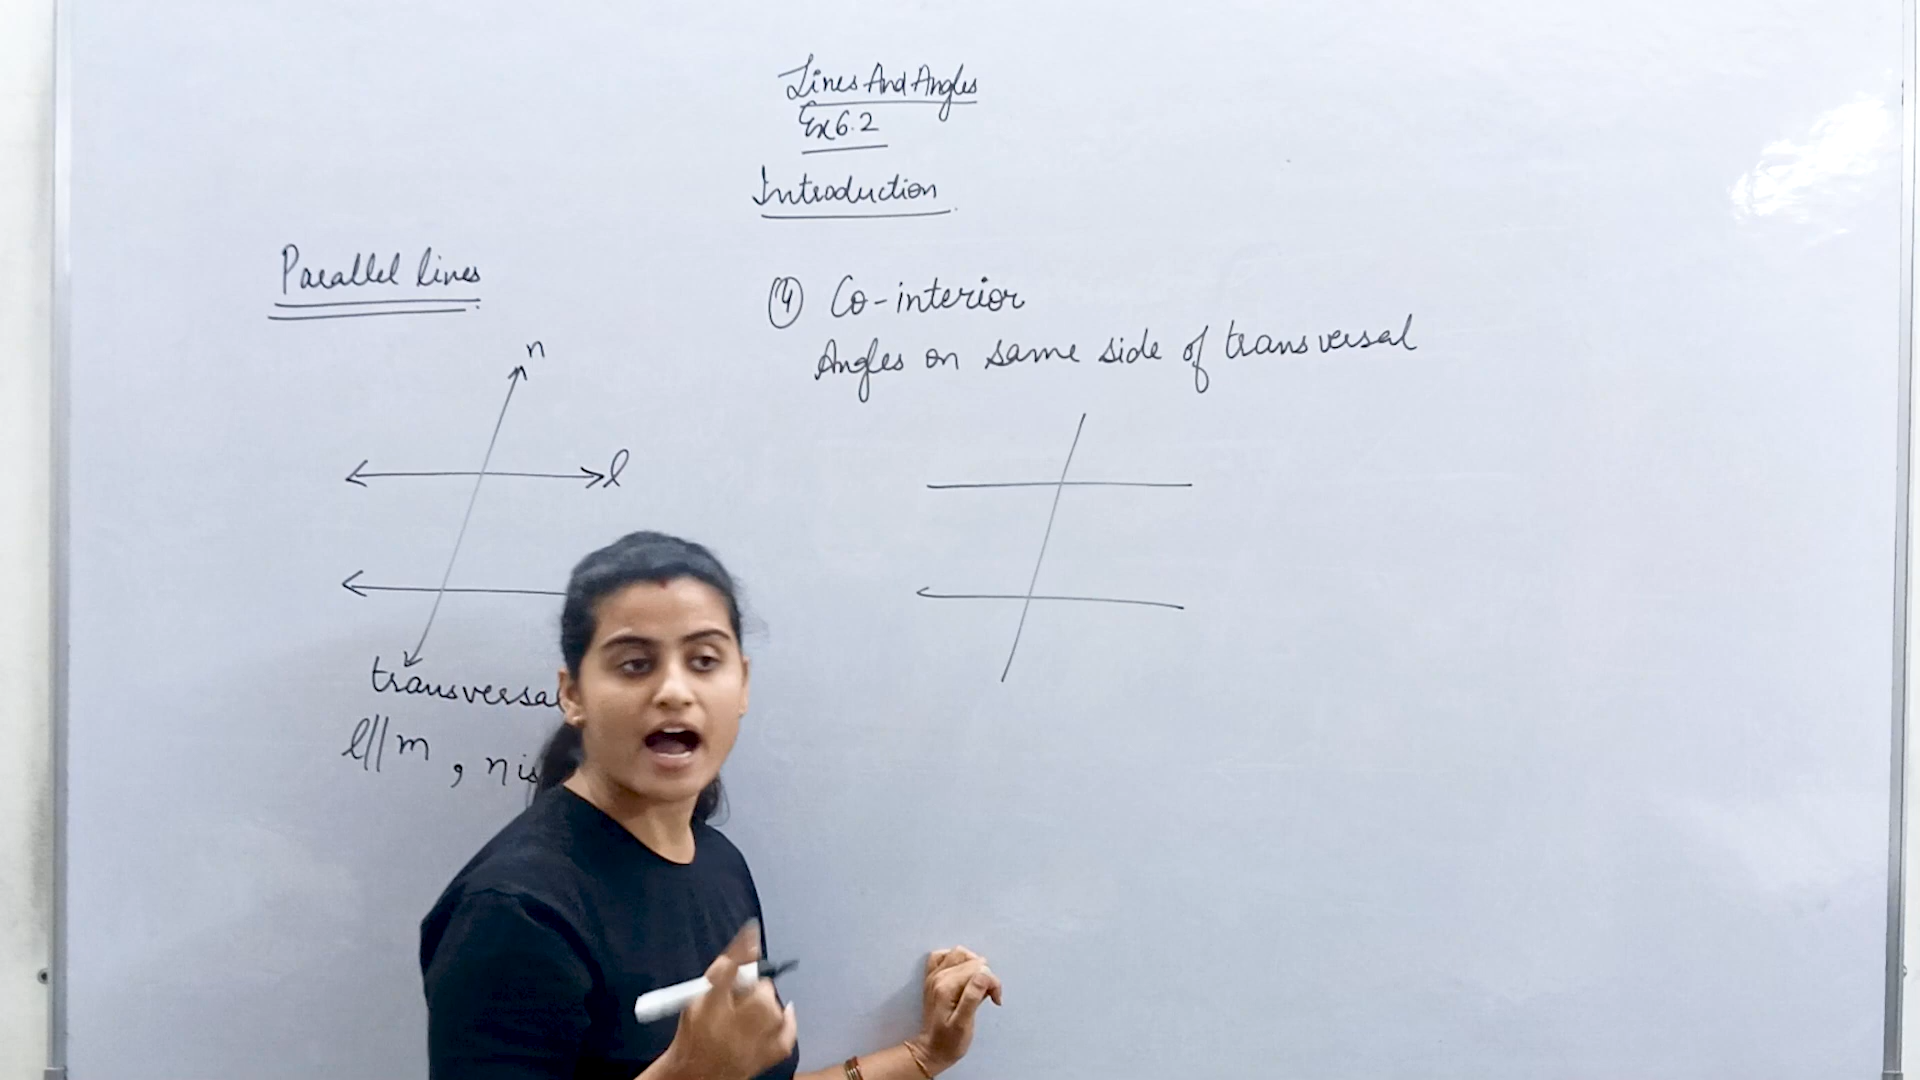 Lines And Angles
Ex 6.2
Introduction
Parallel lines
n
l
transversal
l||m , n is
④ Co-interior
Angles on same side of transversal